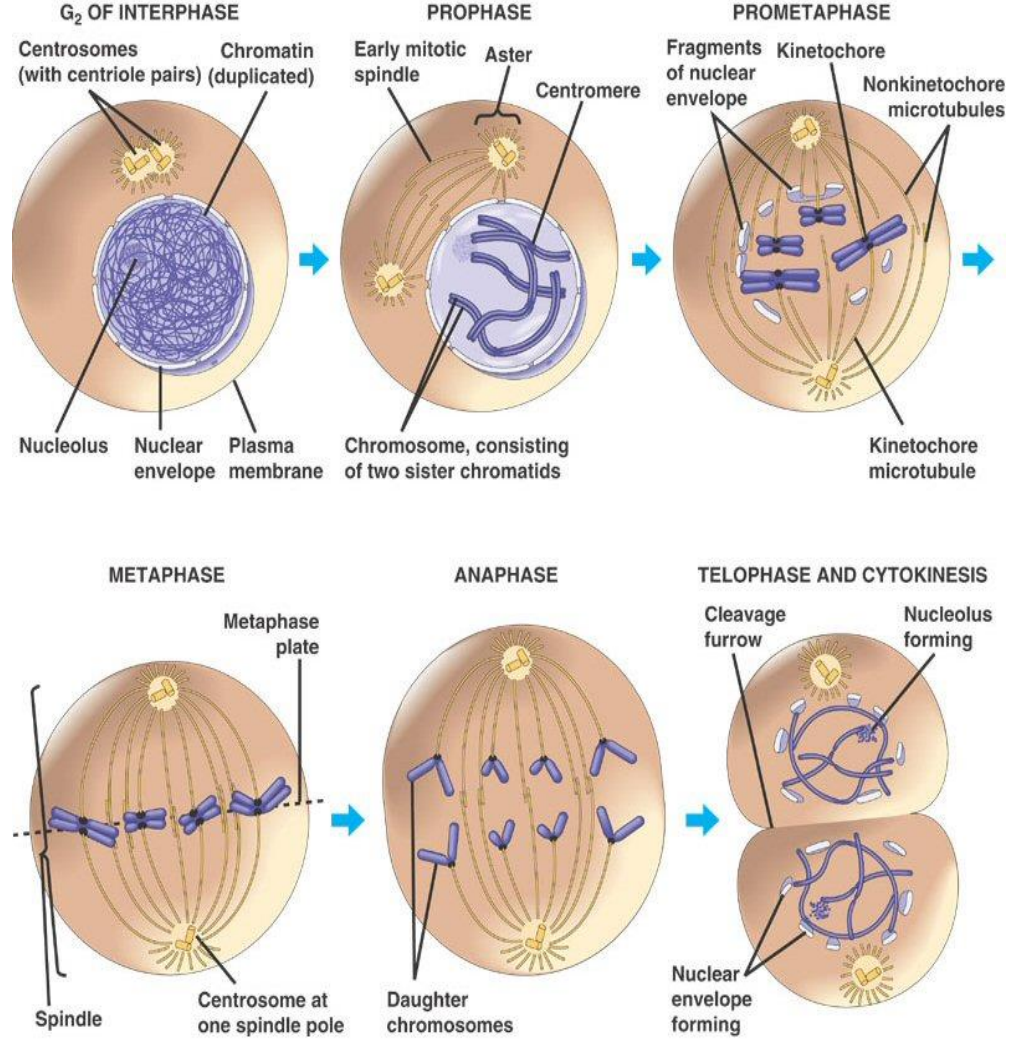 G₂ OF INTERPHASE
PROPHASE
PROMETAPHASE
Centrosomes
(with centriole pairs)
Chromatin
(duplicated)
Early mitotic
spindle
Aster
Centromere
Fragments
of nuclear
envelope
Kinetochore
Nonkinetochore
microtubules
Nucleolus
Nuclear
envelope
Plasma
membrane
Chromosome, consisting
of two sister chromatids
Kinetochore
microtubule
METAPHASE
ANAPHASE
TELOPHASE AND CYTOKINESIS
Metaphase
plate
Cleavage
furrow
Nucleolus
forming
Spindle
Centrosome at
one spindle pole
Daughter
chromosomes
Nuclear
envelope
forming